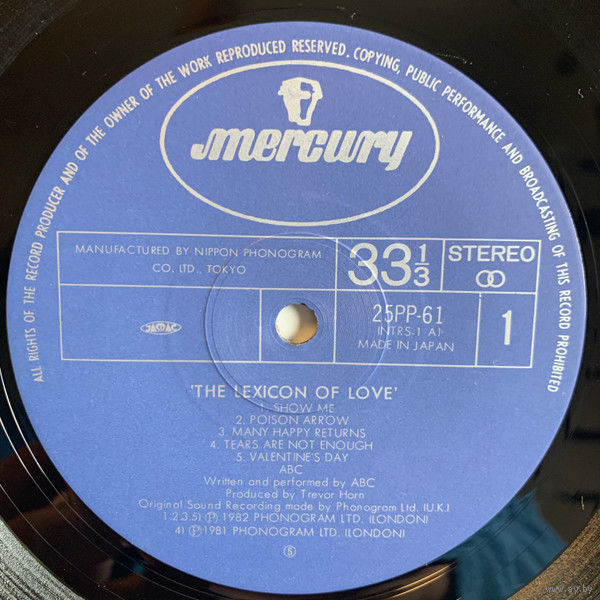 ALL RIGHTS OF THE RECORD PRODUCER AND OF THE OWNER OF THE WORK REPRODUCED RESERVED. COPYING, PUBLIC PERFORMANCE AND BROADCASTING OF THIS RECORD PROHIBITED
mercury
MANUFACTURED BY NIPPON PHONOGRAM
CO., LTD., TOKYO
33 1/3
STEREO
JASRAC
25PP-61
(NTRS.1 A)
MADE IN JAPAN
1
'THE LEXICON OF LOVE'
1. SHOW ME
2. POISON ARROW
3. MANY HAPPY RETURNS
4. TEARS ARE NOT ENOUGH
5. VALENTINE'S DAY
ABC
Written and performed by ABC
Produced by Trevor Horn
Original Sound Recording made by Phonogram Ltd. (U.K.)
1.2.3.5) Ⓟ 1982 PHONOGRAM LTD. (LONDON)
4) Ⓟ 1981 PHONOGRAM LTD. (LONDON)
S
www.ay.by